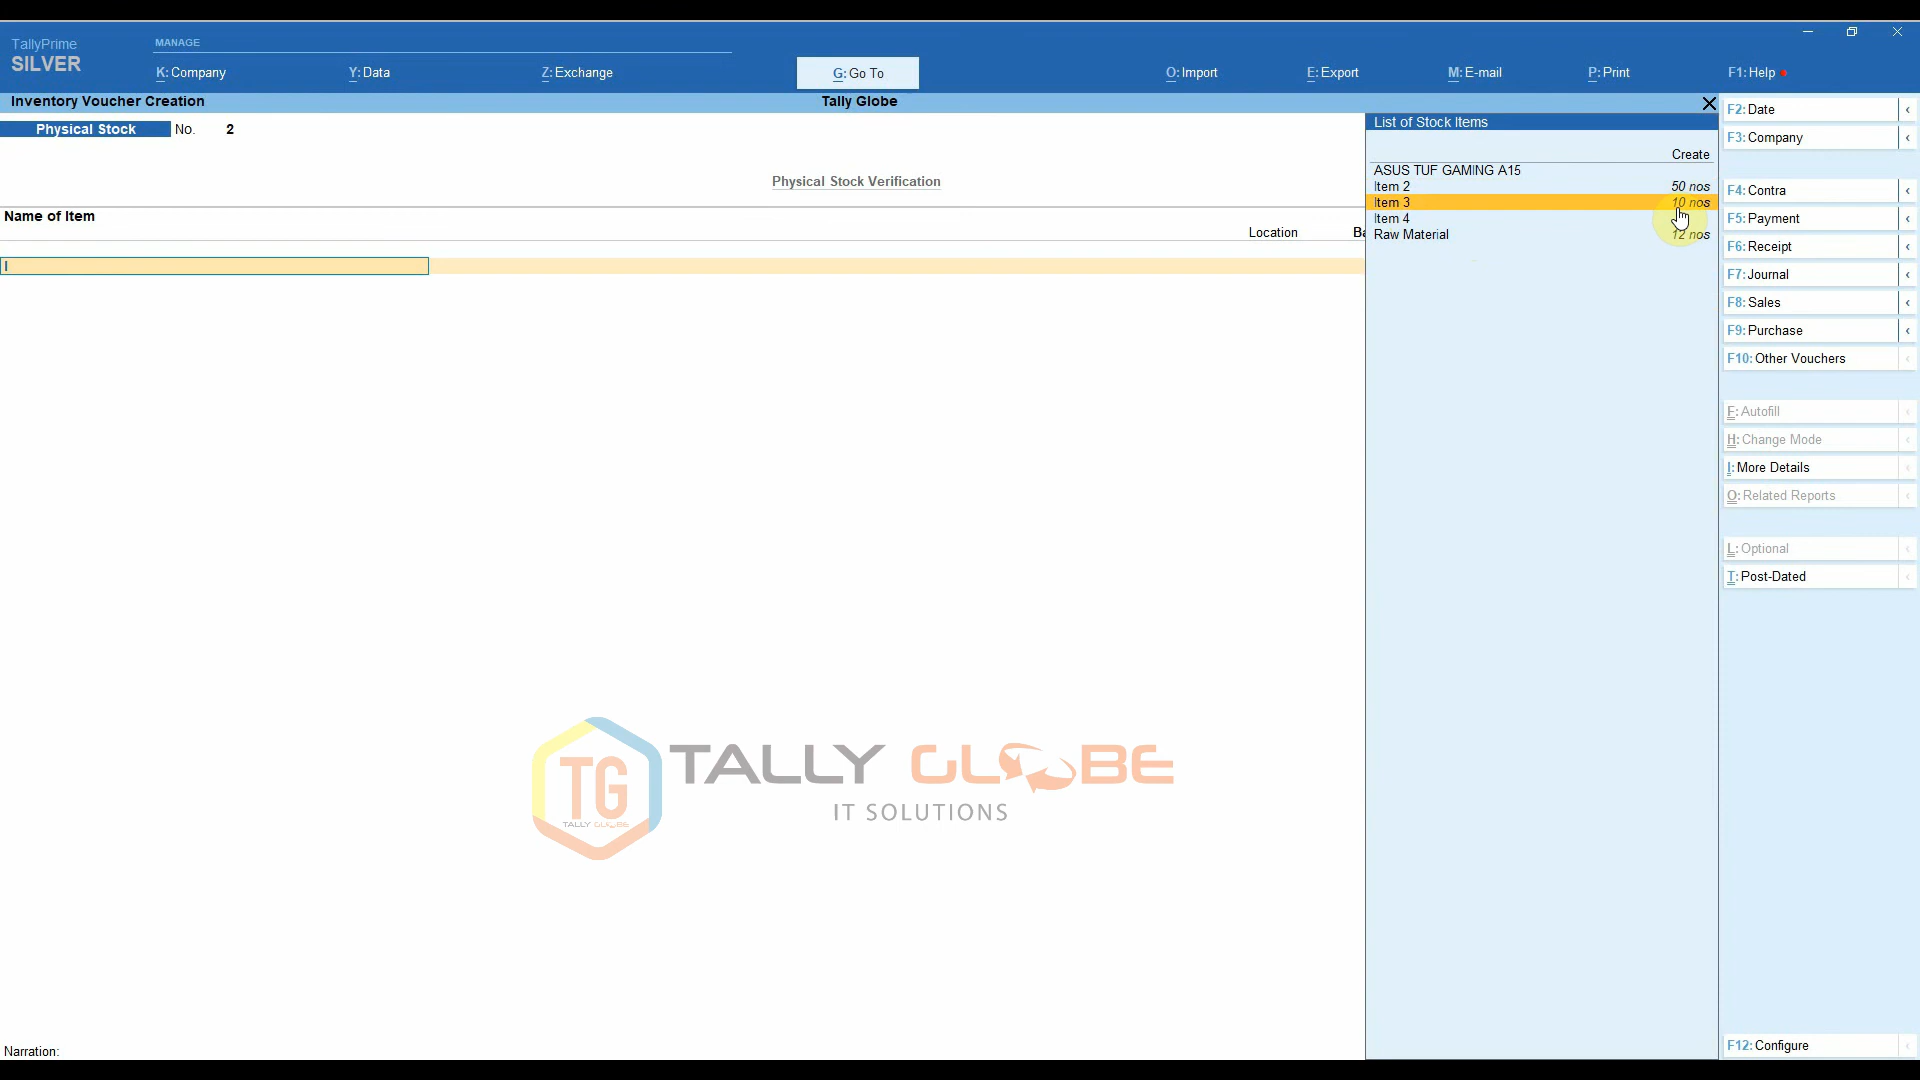 TallyPrime
SILVER
MANAGE
K: Company
Y: Data
Z: Exchange
G: Go To
O: Import
E: Export
M: E-mail
P: Print
F1: Help
Inventory Voucher Creation
Tally Globe
Physical Stock No. 2
Physical Stock Verification
Name of Item
Location
Ba
I
List of Stock Items
Create
ASUS TUF GAMING A15
Item 2 50 nos
Item 3 10 nos
Item 4
Raw Material 12 nos
F2: Date
F3: Company
F4: Contra
F5: Payment
F6: Receipt
F7: Journal
F8: Sales
F9: Purchase
F10: Other Vouchers
F: Autofill
H: Change Mode
I: More Details
O: Related Reports
L: Optional
T: Post-Dated
F12: Configure
TG
TALLY GLOBE
TALLY GLOBE
IT SOLUTIONS
Narration: